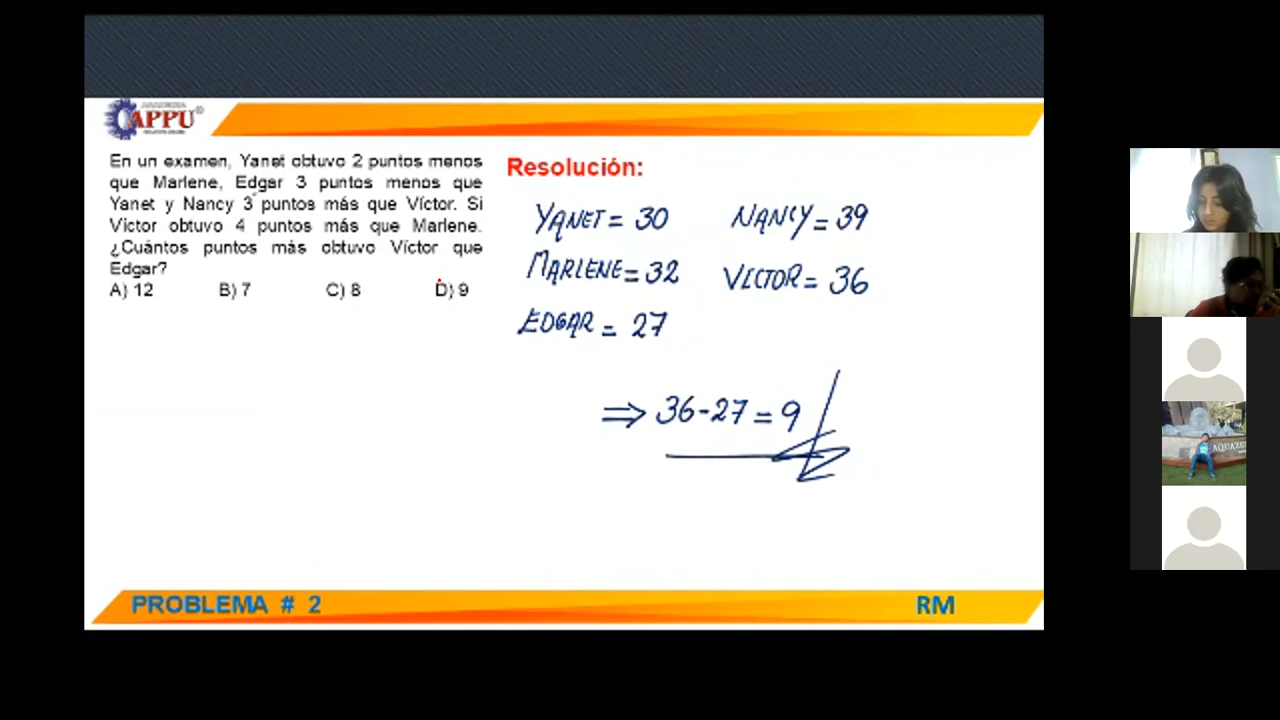 APPU
En un examen, Yanet obtuvo 2 puntos menos
que Marlene, Edgar 3 puntos menos que
Yanet y Nancy 3 puntos más que Víctor. Si
Víctor obtuvo 4 puntos más que Marlene.
¿Cuántos puntos más obtuvo Víctor que
Edgar?
A) 12 B) 7 C) 8 D) 9
Resolución:
YANET = 30 NANCY = 39
MARLENE = 32 VICTOR = 36
EDGAR = 27
⇒ 36-27 = 9
PROBLEMA # 2 RM